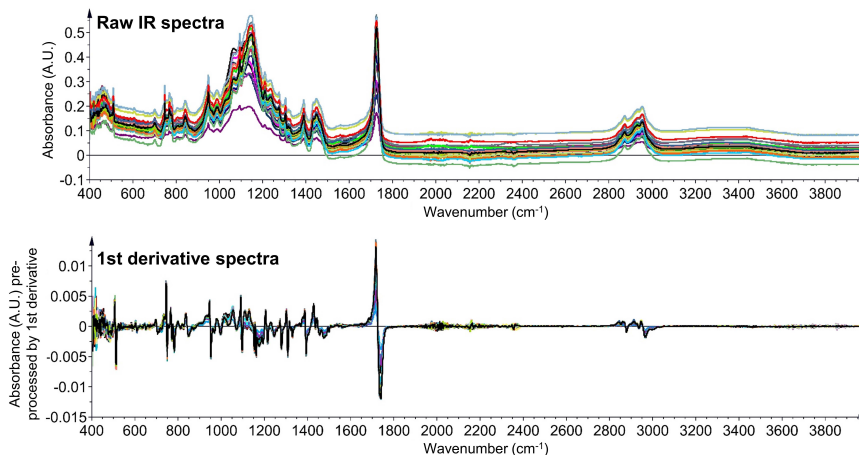 Raw IR spectra
Absorbance (A.U.)
0.5
0.4
0.3
0.2
0.1
0
-0.1
400 600 800 1000 1200 1400 1600 1800 2000 2200 2400 2600 2800 3000 3200 3400 3600 3800
Wavenumber (cm⁻¹)
1st derivative spectra
Absorbance (A.U.) pre-
processed by 1st derivative
0.01
0.005
0
-0.005
-0.01
-0.015
400 600 800 1000 1200 1400 1600 1800 2000 2200 2400 2600 2800 3000 3200 3400 3600 3800
Wavenumber (cm⁻¹)